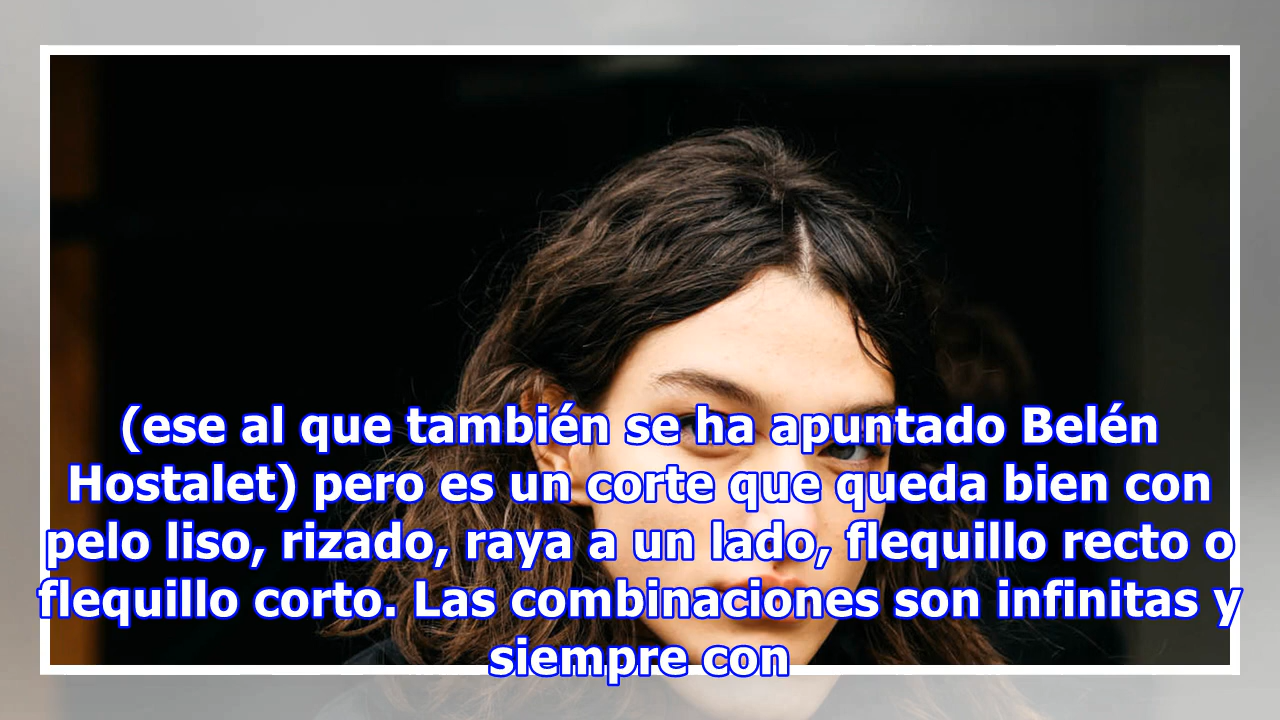 (ese al que también se ha apuntado Belén
Hostalet) pero es un corte que queda bien con
pelo liso, rizado, raya a un lado, flequillo recto o
flequillo corto. Las combinaciones son infinitas y
siempre con